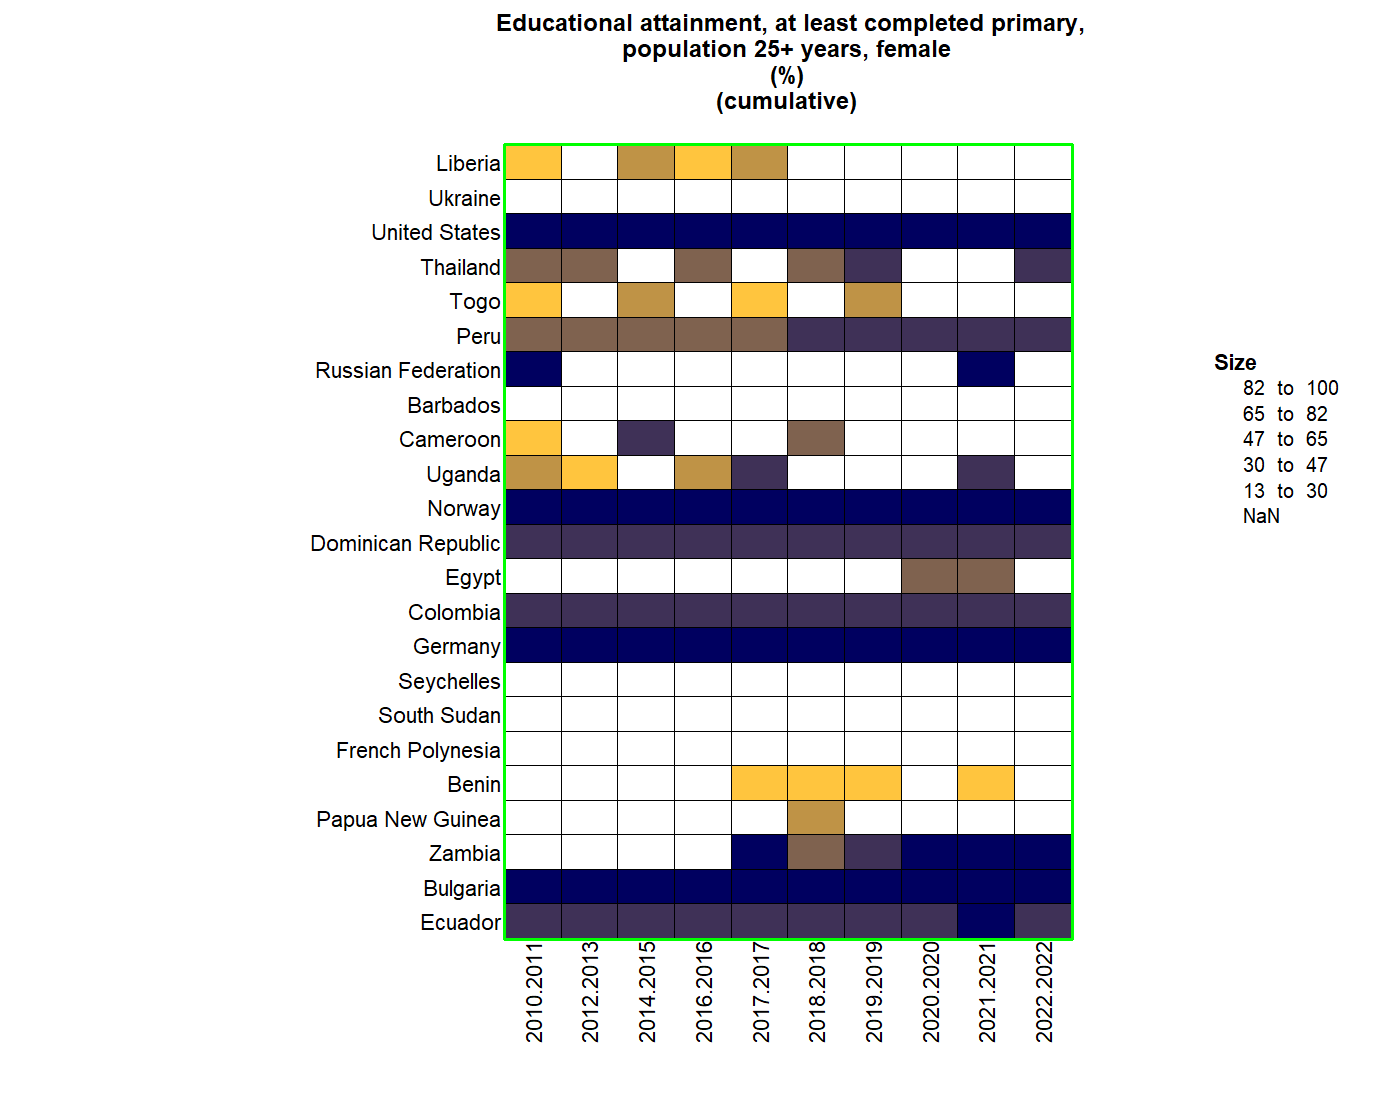 Educational attainment, at least completed primary,
population 25+ years, female
(%)
(cumulative)
Liberia
Ukraine
United States
Thailand
Togo
Peru
Russian Federation
Barbados
Cameroon
Uganda
Norway
Dominican Republic
Egypt
Colombia
Germany
Seychelles
South Sudan
French Polynesia
Benin
Papua New Guinea
Zambia
Bulgaria
Ecuador
2010.2011
2012.2013
2014.2015
2016.2016
2017.2017
2018.2018
2019.2019
2020.2020
2021.2021
2022.2022
Size
82 to 100
65 to 82
47 to 65
30 to 47
13 to 30
NaN